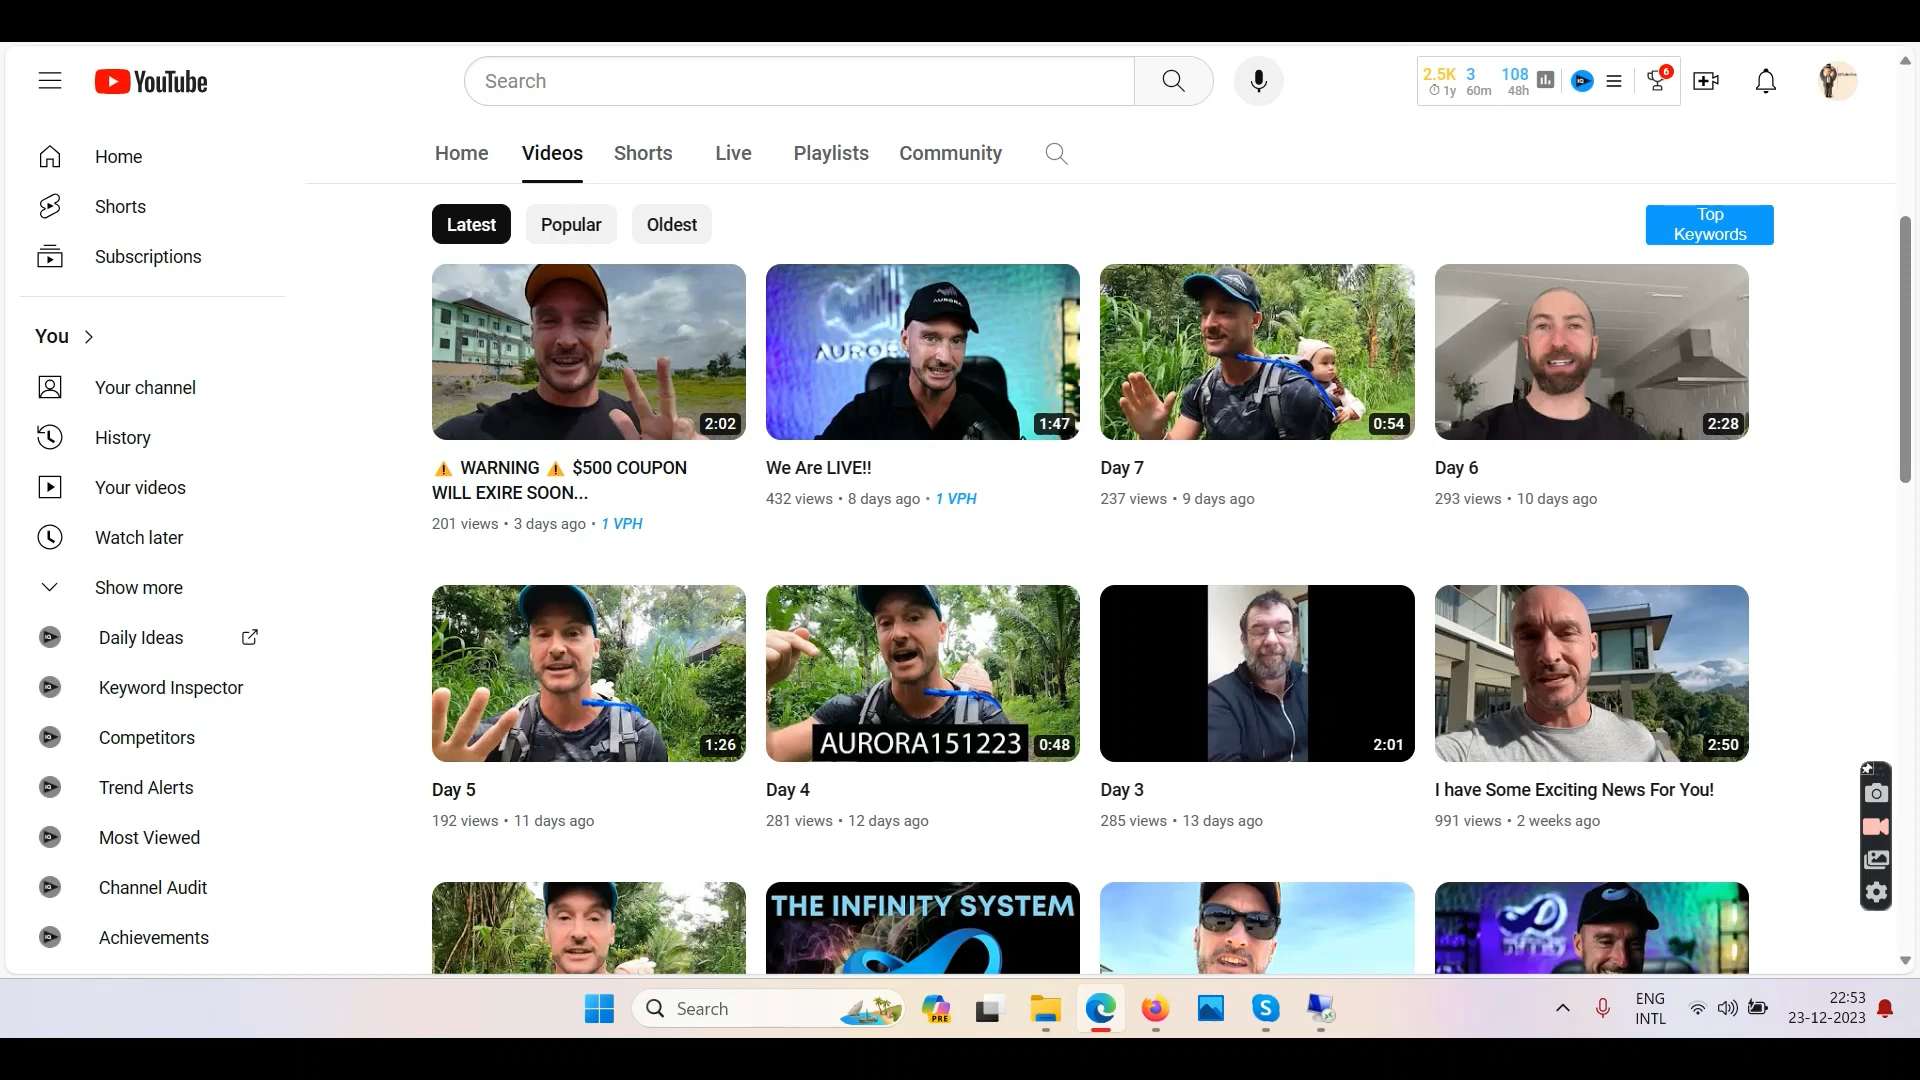 YouTube
Search
2.5K 3 108
1y 60m 48h
6
Home Videos Shorts Live Playlists Community
Home
Shorts
Subscriptions
You
Your channel
History
Your videos
Watch later
Show more
Daily Ideas
Keyword Inspector
Competitors
Trend Alerts
Most Viewed
Channel Audit
Achievements
Latest Popular Oldest
Top
Keywords
2:02
AURORA
1:47
0:54
2:28
⚠ WARNING ⚠ $500 COUPON
WILL EXIRE SOON...
201 views • 3 days ago • 1 VPH
We Are LIVE!!
432 views • 8 days ago • 1 VPH
Day 7
237 views • 9 days ago
Day 6
293 views • 10 days ago
1:26
AURORA151223
0:48
2:01
2:50
Day 5
192 views • 11 days ago
Day 4
281 views • 12 days ago
Day 3
285 views • 13 days ago
I have Some Exciting News For You!
991 views • 2 weeks ago
THE INFINITY SYSTEM
Search
PRE
ENG
INTL
22:53
23-12-2023